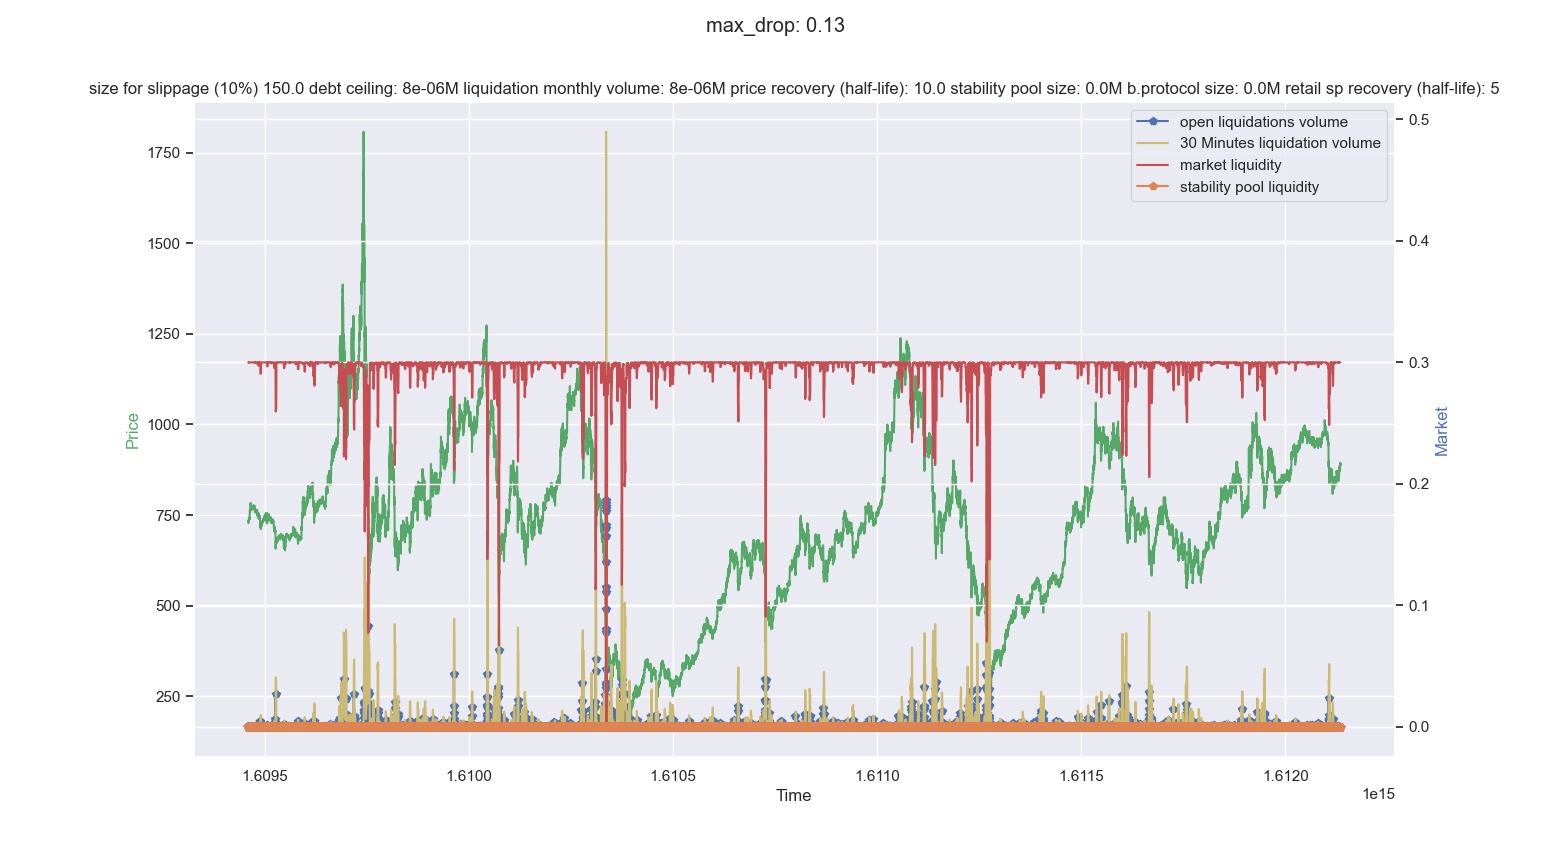 max_drop: 0.13
size for slippage (10%) 150.0 debt ceiling: 8e-06M liquidation monthly volume: 8e-06M price recovery (half-life): 10.0 stability pool size: 0.0M b.protocol size: 0.0M retail sp recovery (half-life): 5
open liquidations volume
30 Minutes liquidation volume
market liquidity
stability pool liquidity
1750
1500
1250
1000
750
500
250
Price
0.5
0.4
0.3
0.2
0.1
0.0
Market
1.6095 1.6100 1.6105 1.6110 1.6115 1.6120
1e15
Time